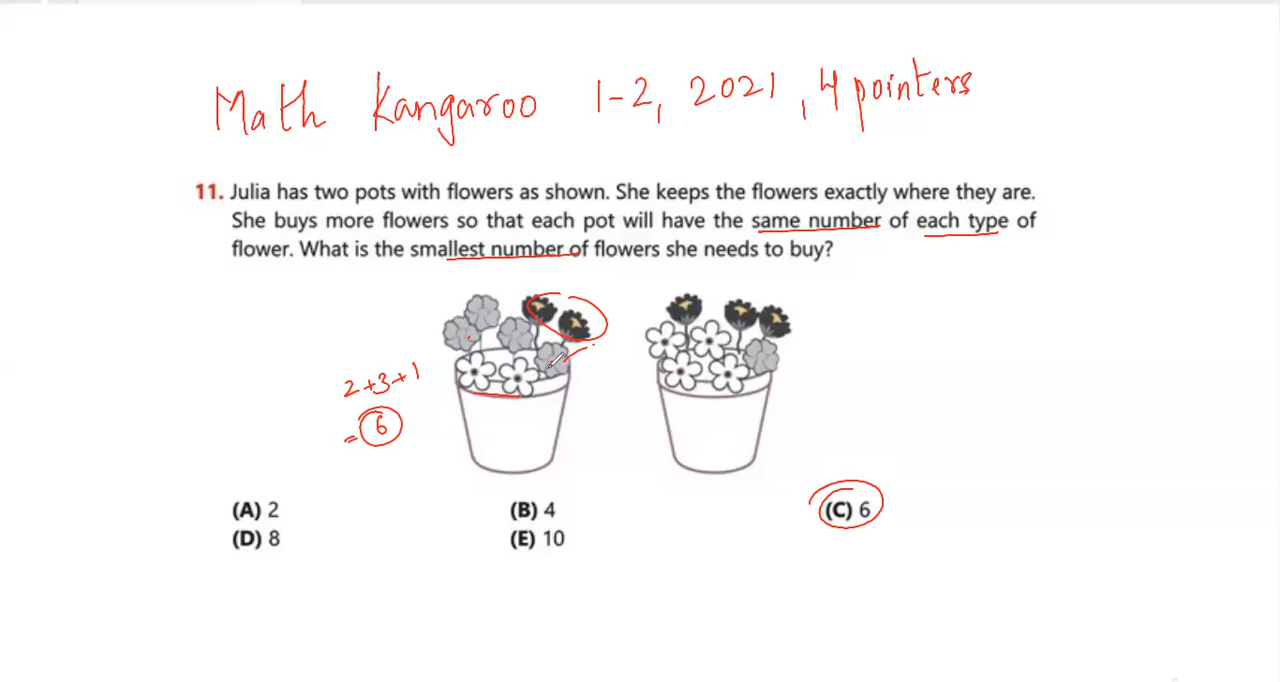 Math Kangaroo 1-2, 2021, 4 pointers
11. Julia has two pots with flowers as shown. She keeps the flowers exactly where they are.
She buys more flowers so that each pot will have the same number of each type of
flower. What is the smallest number of flowers she needs to buy?
2+3+1
= 6
(A) 2 (B) 4 (C) 6
(D) 8 (E) 10